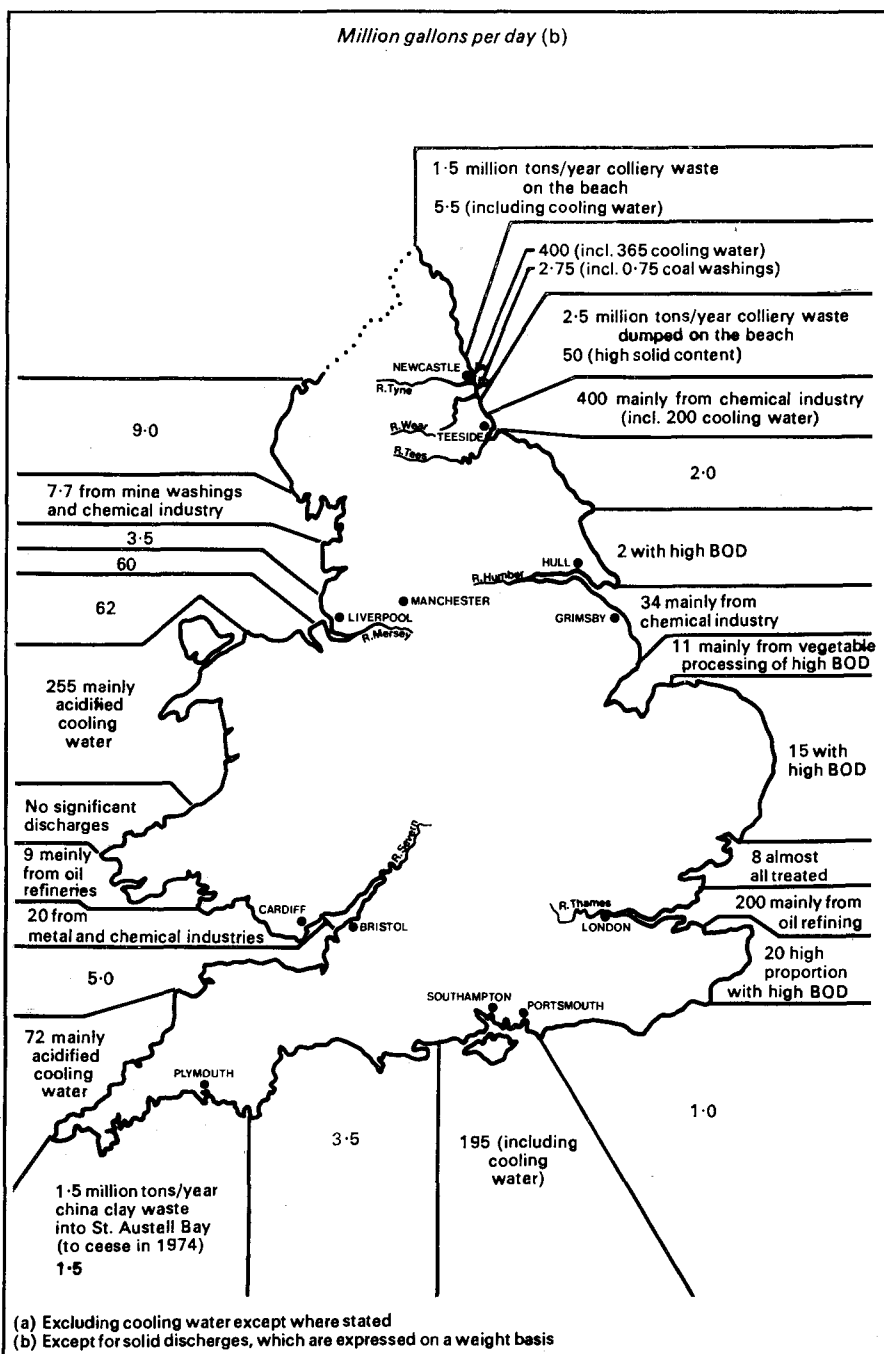 Million gallons per day (b)
1·5 million tons/year colliery waste
on the beach
5·5 (including cooling water)
400 (incl. 365 cooling water)
2·75 (incl. 0·75 coal washings)
2·5 million tons/year colliery waste
dumped on the beach
50 (high solid content)
NEWCASTLE
R.Tyne
400 mainly from chemical industry
(incl. 200 cooling water)
R.Wear
TEESIDE
R.Tees
9·0
2·0
7·7 from mine washings
and chemical industry
3·5
60
62
2 with high BOD
HULL
R.Humber
MANCHESTER
LIVERPOOL
R.Mersey
GRIMSBY
34 mainly from
chemical industry
11 mainly from vegetable
processing of high BOD
255 mainly
acidified
cooling
water
15 with
high BOD
No significant
discharges
9 mainly
from oil
refineries
R.Severn
8 almost
all treated
20 from
metal and chemical industries
CARDIFF
BRISTOL
R.Thames
LONDON
200 mainly from
oil refining
5·0
20 high
proportion
with high BOD
SOUTHAMPTON
PORTSMOUTH
72 mainly
acidified
cooling
water
PLYMOUTH
1·0
3·5
195 (including
cooling
water)
1·5 million tons/year
china clay waste
into St. Austell Bay
(to ceese in 1974)
1·5
(a) Excluding cooling water except where stated
(b) Except for solid discharges, which are expressed on a weight basis